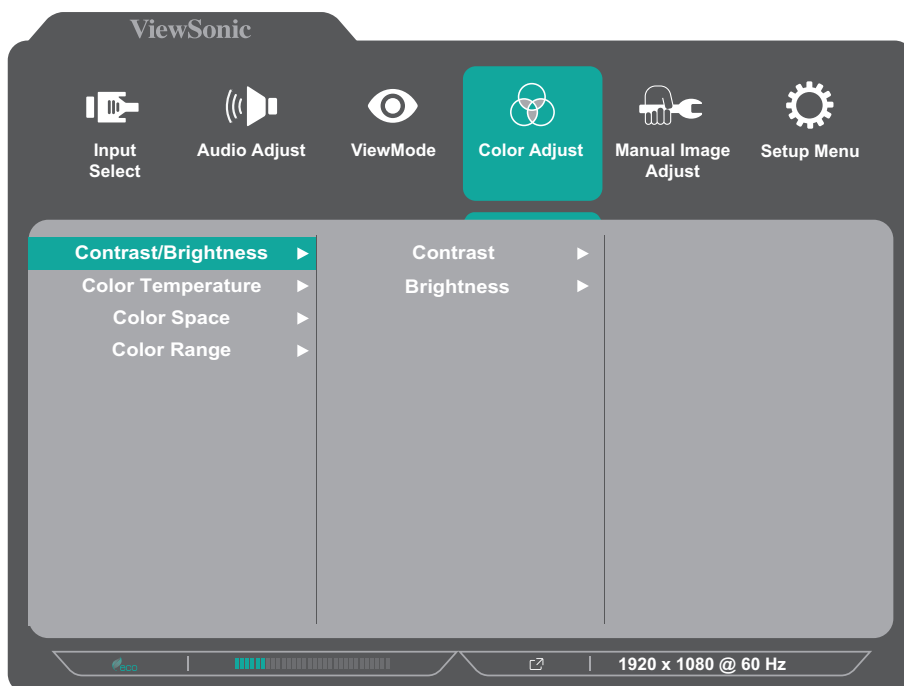 ViewSonic
Input
Select
Audio Adjust
ViewMode
Color Adjust
Manual Image
Adjust
Setup Menu
Contrast/Brightness
Color Temperature
Color Space
Color Range
Contrast
Brightness
eco
1920 x 1080 @ 60 Hz